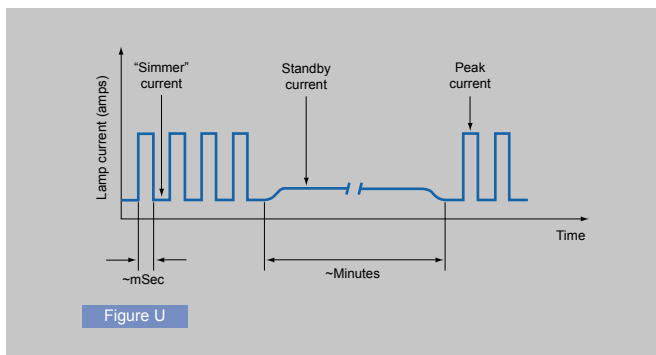 "Simmer"
current
Standby
current
Peak
current
Lamp current (amps)
Time
~mSec
~Minutes
Figure U